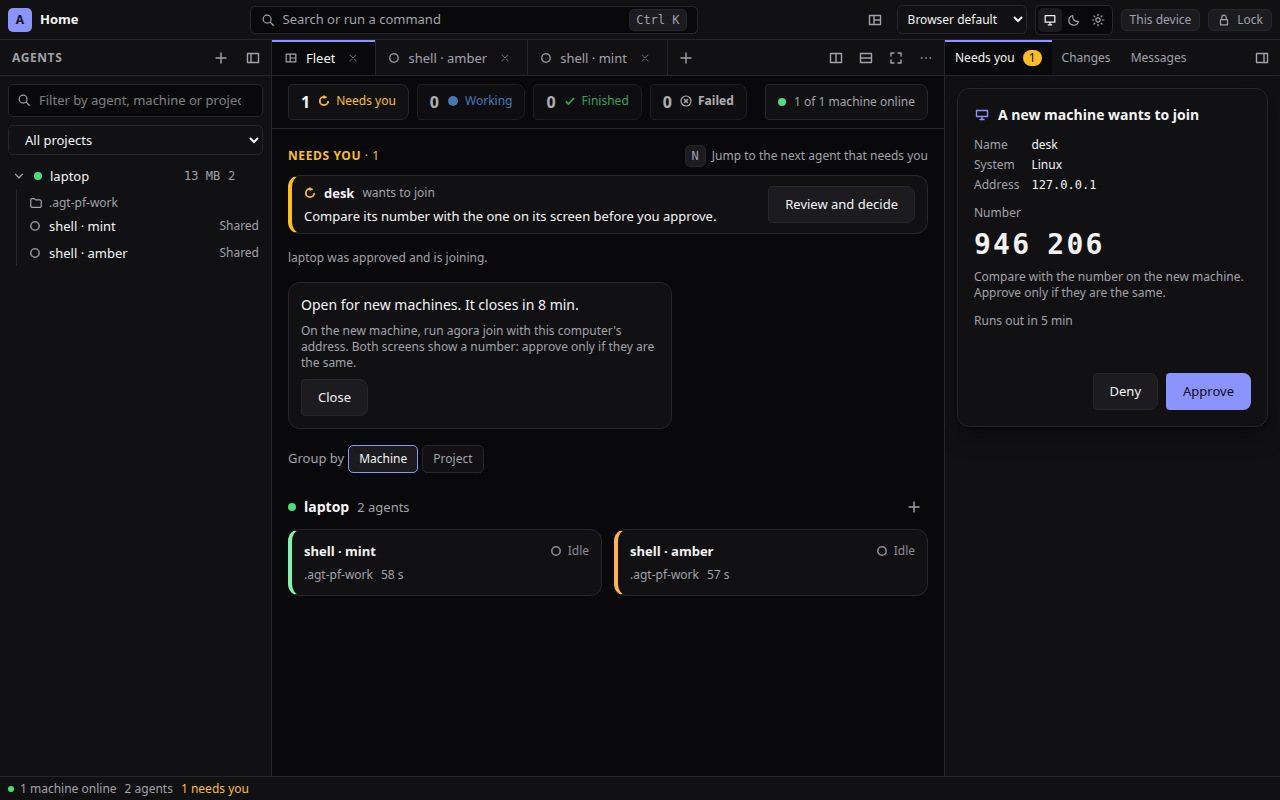 A Home
Search or run a command Ctrl K
Browser default
This device
Lock
AGENTS
Filter by agent, machine or projec
All projects
laptop 13 MB 2
.agt-pf-work
shell · mint Shared
shell · amber Shared
Fleet
shell · amber
shell · mint
1 Needs you
0 Working
0 Finished
0 Failed
1 of 1 machine online
NEEDS YOU · 1
N Jump to the next agent that needs you
desk wants to join
Compare its number with the one on its screen before you approve.
Review and decide
laptop was approved and is joining.
Open for new machines. It closes in 8 min.
On the new machine, run agora join with this computer's
address. Both screens show a number: approve only if they are
the same.
Close
Group by Machine Project
laptop 2 agents
shell · mint Idle
.agt-pf-work 58 s
shell · amber Idle
.agt-pf-work 57 s
Needs you 1
Changes
Messages
A new machine wants to join
Name desk
System Linux
Address 127.0.0.1
Number
946 206
Compare with the number on the new machine.
Approve only if they are the same.
Runs out in 5 min
Deny
Approve
1 machine online 2 agents 1 needs you